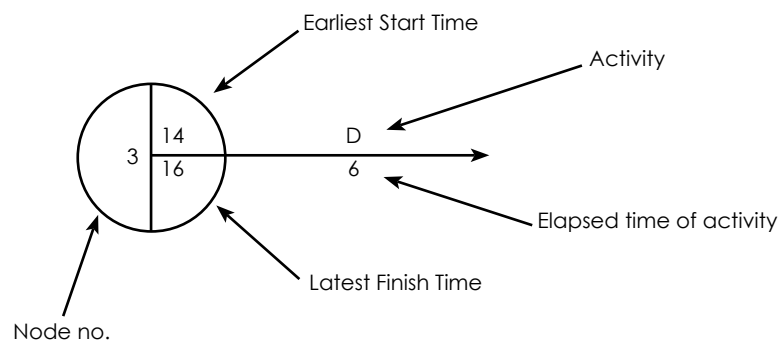 Earliest Start Time
Activity
14
D
3
16
6
Elapsed time of activity
Latest Finish Time
Node no.